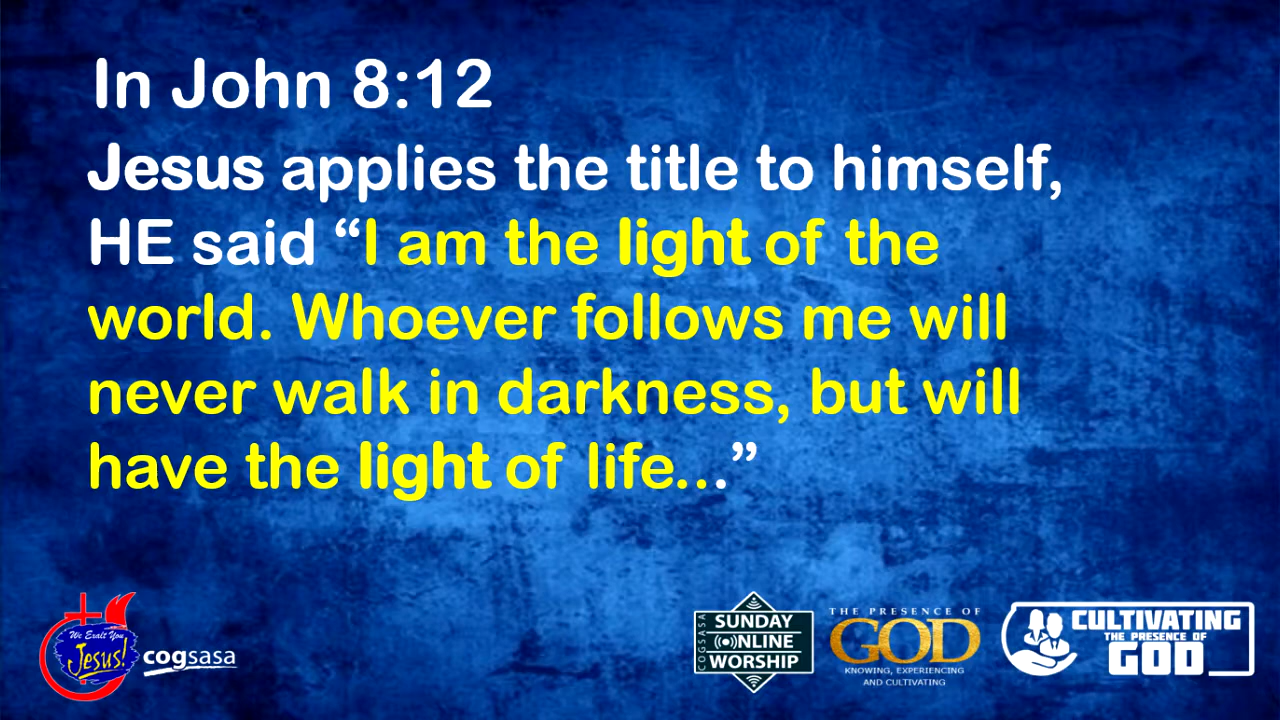 In John 8:12
Jesus applies the title to himself,
HE said “I am the light of the
world. Whoever follows me will
never walk in darkness, but will
have the light of life...”
We Exalt You
Jesus!
cogsasa
COGSASA
SUNDAY
ONLINE
WORSHIP
THE PRESENCE OF
GOD
KNOWING, EXPERIENCING
AND CULTIVATING
CULTIVATING
THE PRESENCE OF
GOD